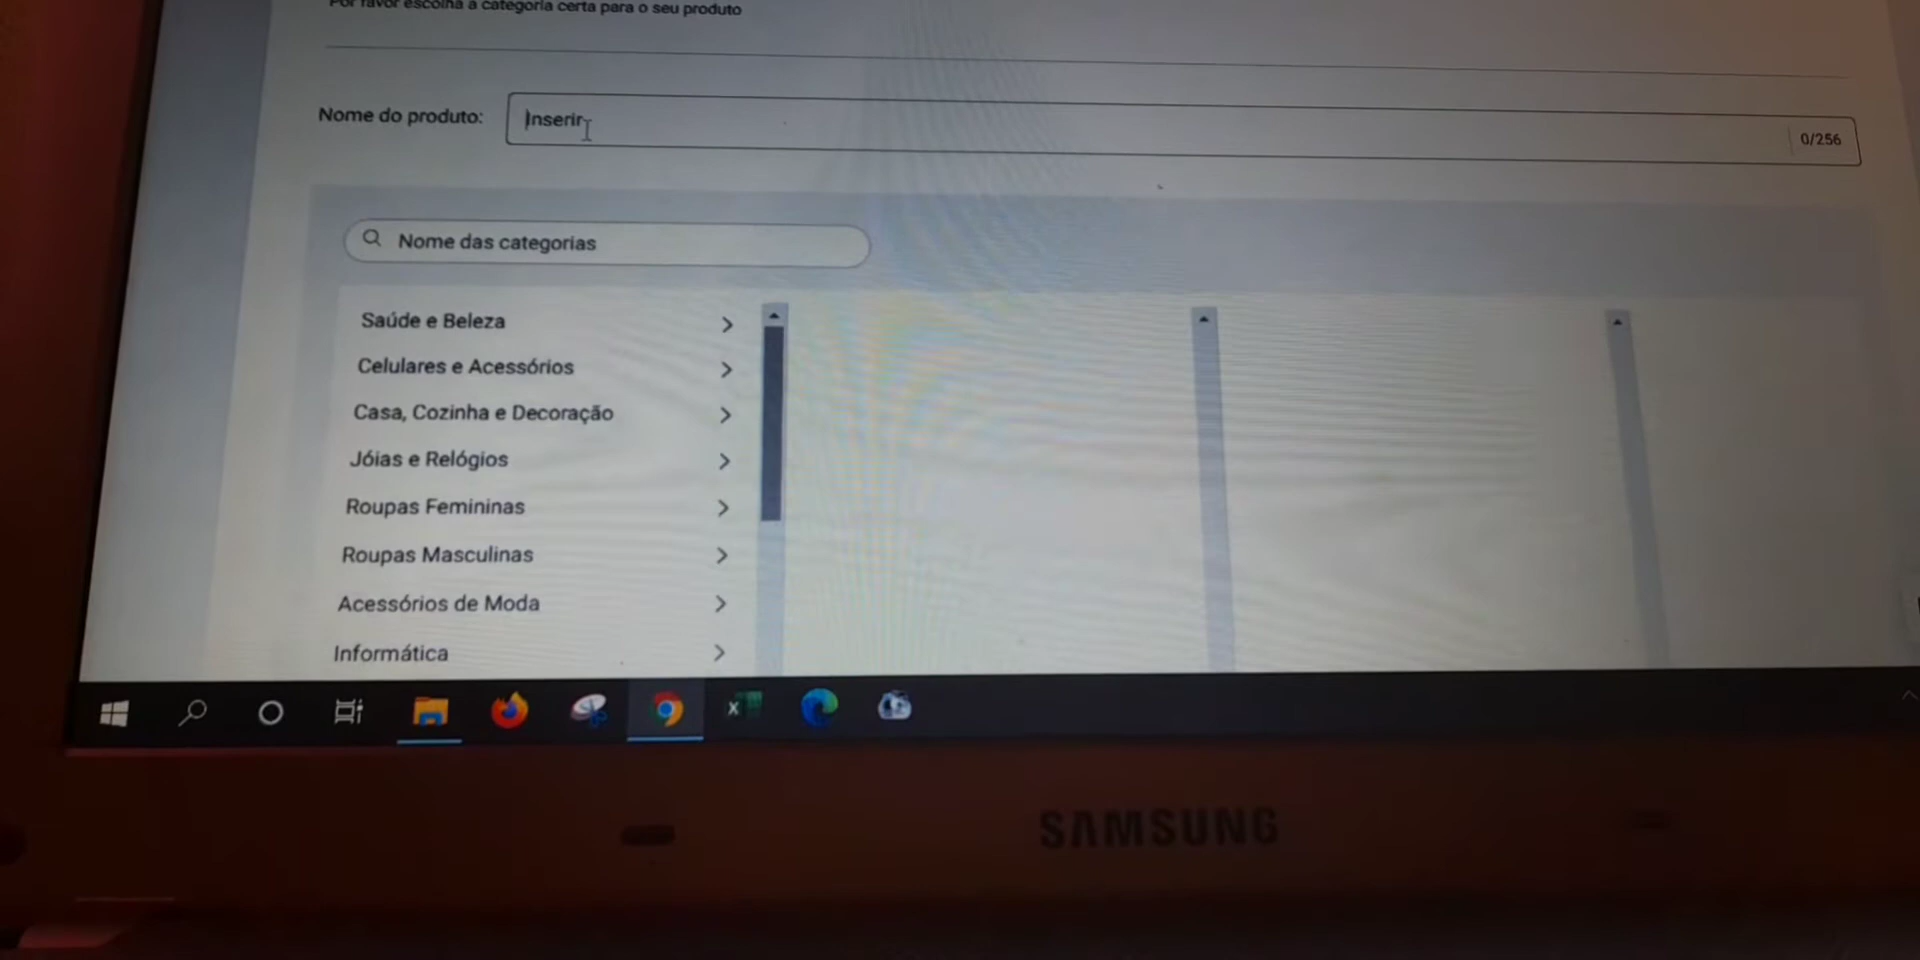 Por favor escolha a categoria certa para o seu produto
Nome do produto:
Inserir
0/256
Nome das categorias
Saúde e Beleza
Celulares e Acessórios
Casa, Cozinha e Decoração
Jóias e Relógios
Roupas Femininas
Roupas Masculinas
Acessórios de Moda
Informática
SAMSUNG